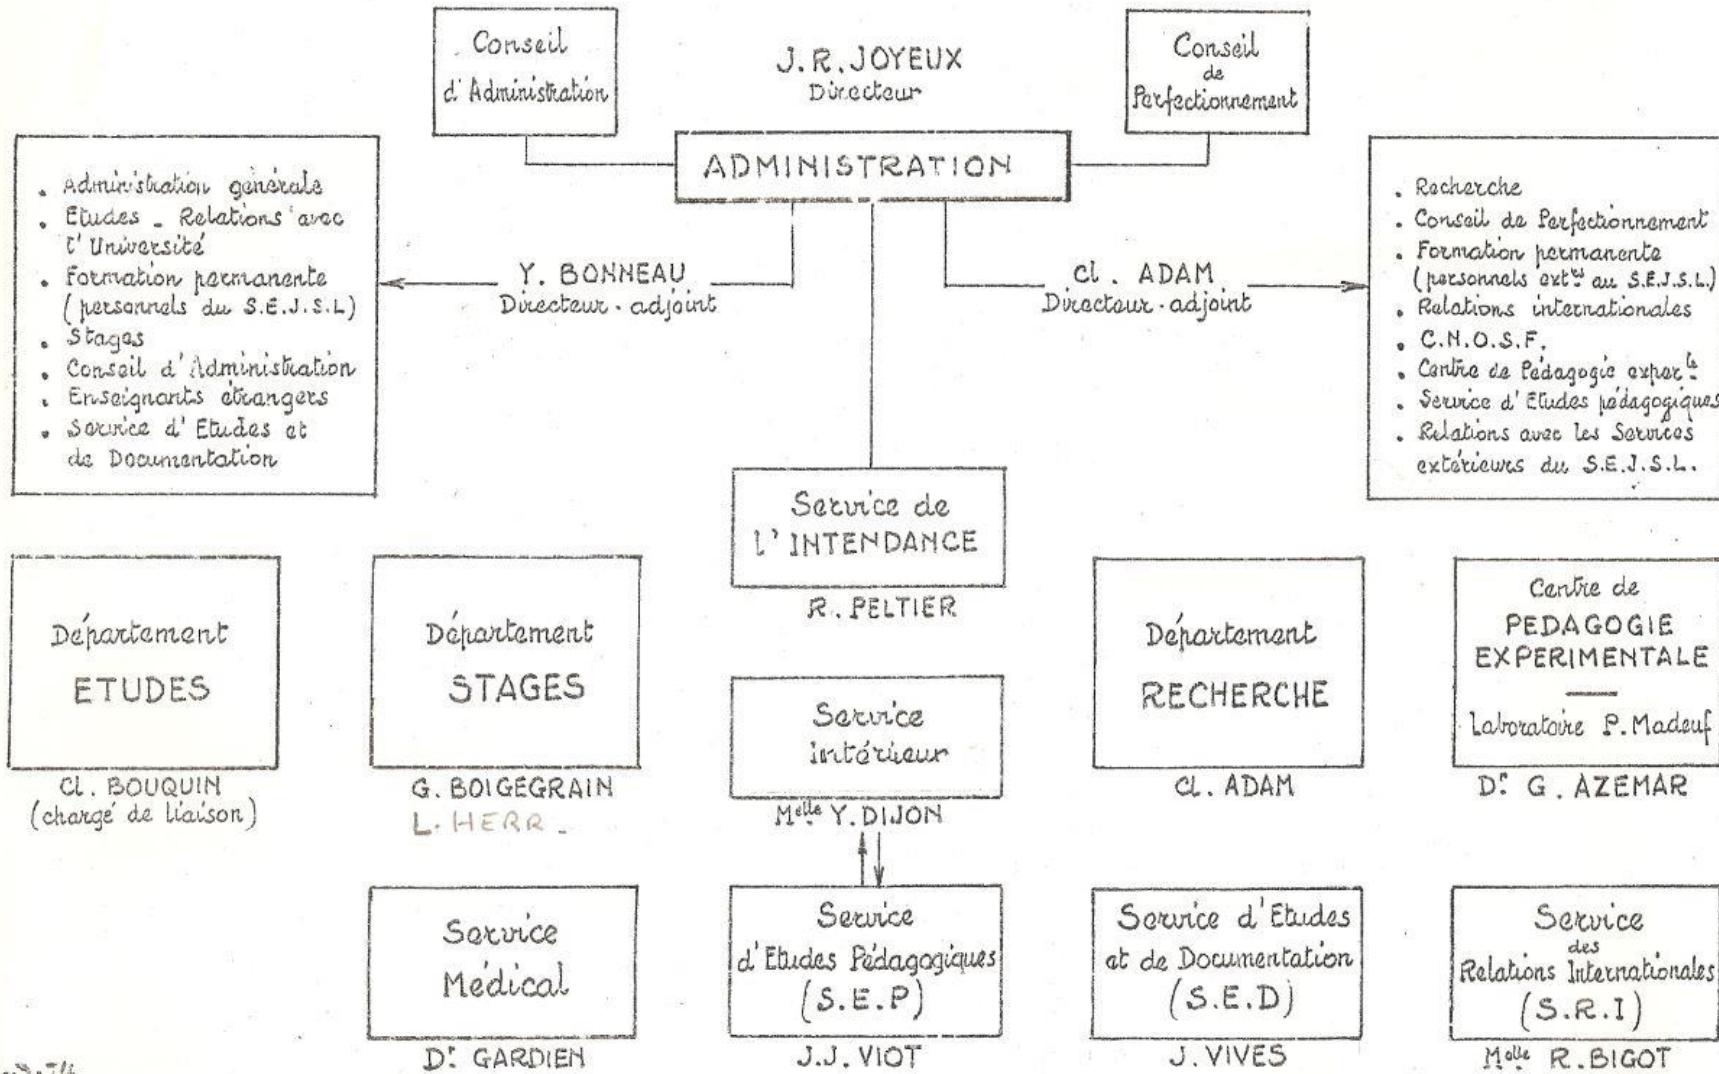 Conseil
d'Administration
J.R. JOYEUX
Directeur
Conseil
de
Perfectionnement
ADMINISTRATION
. Administration générale
. Etudes - Relations avec
l'Université
. Formation permanente
(personnels du S.E.J.S.L)
. Stages
. Conseil d'Administration
. Enseignants étrangers
. Service d'Etudes et
de Documentation
Y. BONNEAU
Directeur-adjoint
Cl. ADAM
Directeur-adjoint
. Recherche
. Conseil de Perfectionnement
. Formation permanente
(personnels extrs au S.E.J.S.L.)
. Relations internationales
. C.N.O.S.F.
. Centre de Pédagogie experle
. Service d'Etudes pédagogiques
. Relations avec les Services
extérieurs du S.E.J.S.L.
Service de
l'INTENDANCE
R. PELTIER
Département
ETUDES
Cl. BOUQUIN
(chargé de liaison)
Département
STAGES
G. BOIGEGRAIN
L. HERR -
Service
intérieur
Melle Y. DIJON
Département
RECHERCHE
Cl. ADAM
Centre de
PEDAGOGIE
EXPERIMENTALE
Laboratoire P. Madeuf
Dr G. AZEMAR
Service
Médical
Dr GARDIEN
Service
d'Etudes Pédagogiques
(S.E.P)
J.J. VIOT
Service d'Etudes
et de Documentation
(S.E.D)
J. VIVES
Service
des
Relations Internationales
(S.R.I)
Melle R. BIGOT